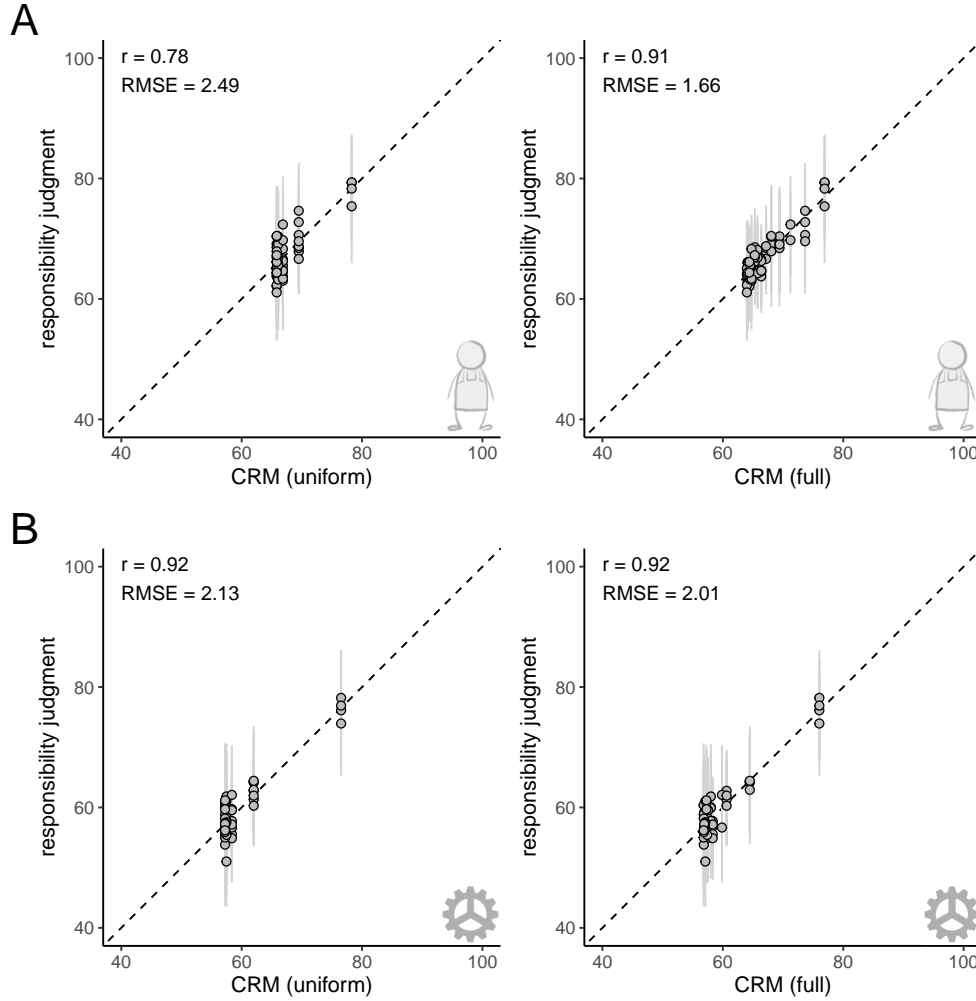 A
r = 0.78
RMSE = 2.49
responsibility judgment
100
80
60
40
40 60 80 100
CRM (uniform)
r = 0.91
RMSE = 1.66
responsibility judgment
100
80
60
40
40 60 80 100
CRM (full)
B
r = 0.92
RMSE = 2.13
responsibility judgment
100
80
60
40
40 60 80 100
CRM (uniform)
r = 0.92
RMSE = 2.01
responsibility judgment
100
80
60
40
40 60 80 100
CRM (full)